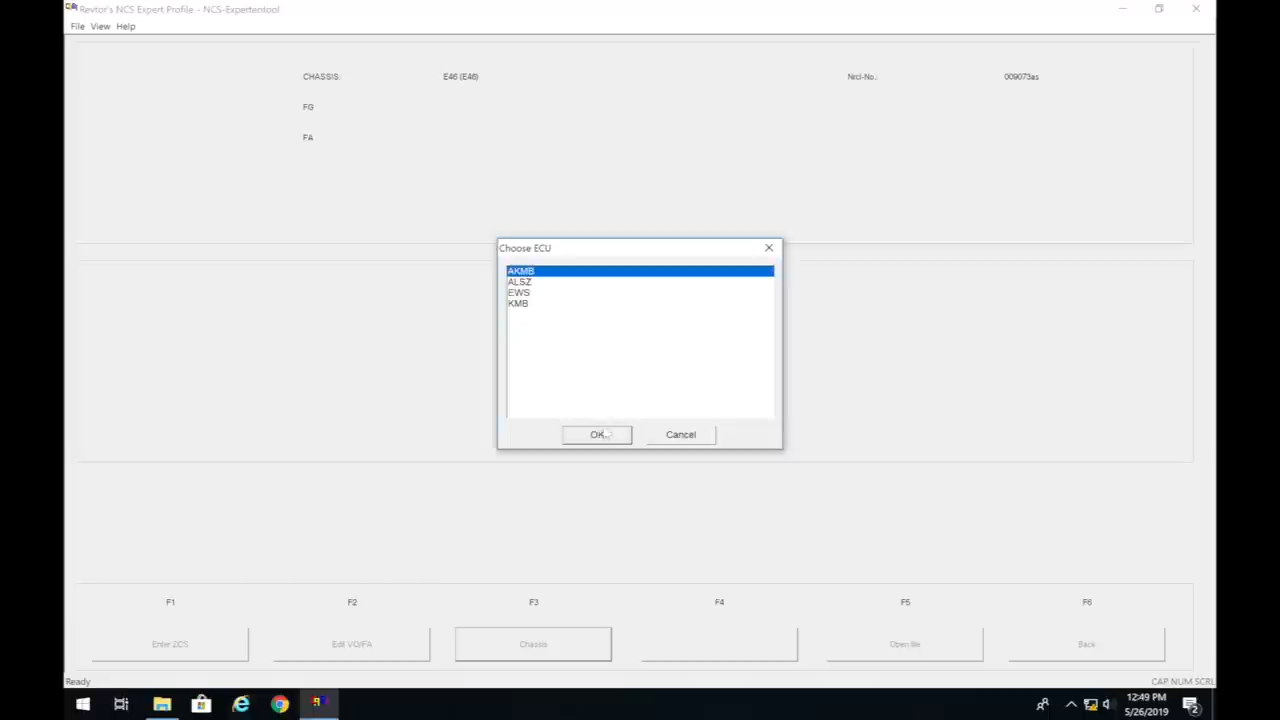 Revtor's NCS Expert Profile - NCS-Expertentool
File View Help
CHASSIS: E46 (E46) Nrcl-No.: 009073as
FG
FA
Choose ECU
AKMB
ALSZ
EWS
KMB
OK Cancel
F1 F2 F3 F4 F5 F6
Enter ZCS Edit VO/FA Chassis Open file Back
Ready CAP NUM SCRL
12:49 PM
5/26/2019
2